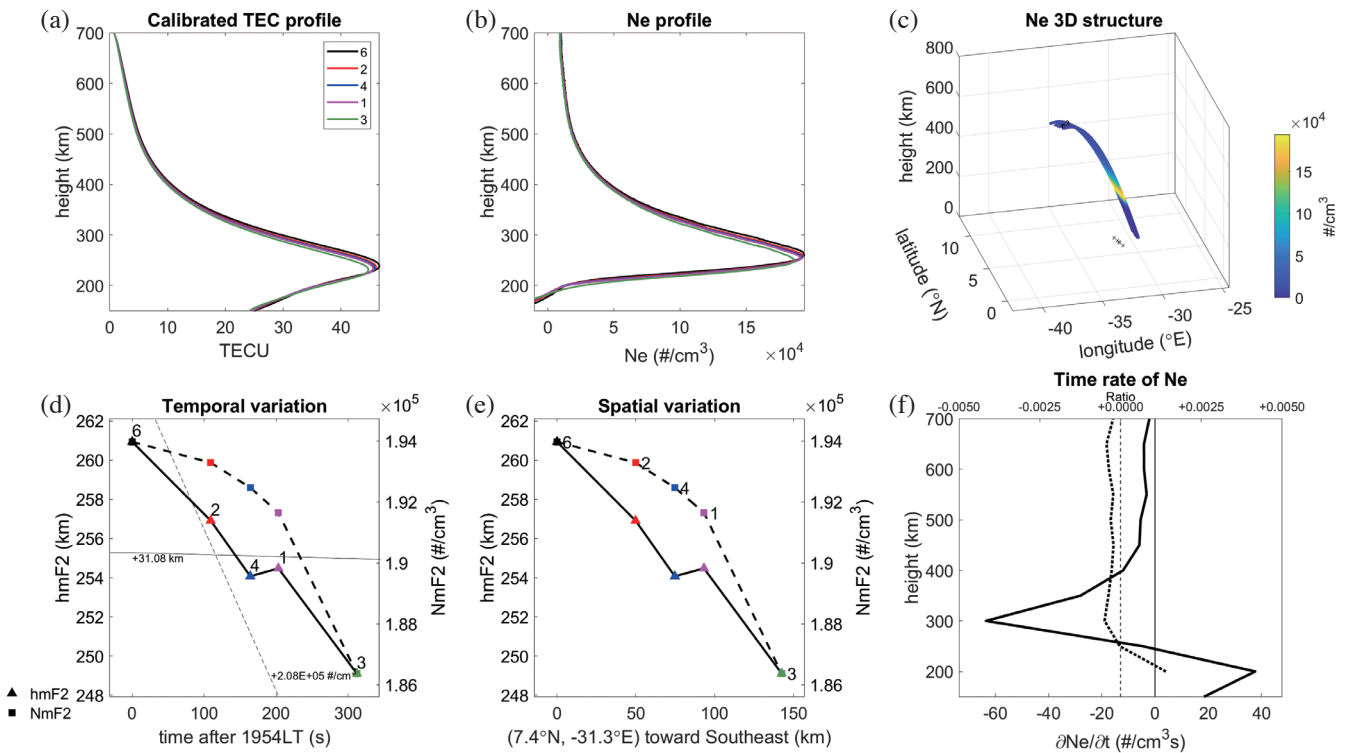 (a) Calibrated TEC profile
700
600
500
400
300
200
height (km)
0 10 20 30 40
TECU
6
2
4
1
3
(b) Ne profile
700
600
500
400
300
200
height (km)
0 5 10 15
Ne (#/cm³) ×10⁴
(c) Ne 3D structure
800
600
400
200
0
height (km)
10
5
0
latitude (°N)
-40 -35 -30 -25
longitude (°E)
×10⁴
15
10
5
0
#/cm³
(d) Temporal variation ×10⁵
262
260
258
256
254
252
250
248
hmF2 (km)
6
2
4
1
3
+31.08 km
+2.08E+05 #/cm³
1.94
1.92
1.9
1.88
1.86
NmF2 (#/cm³)
0 100 200 300
time after 1954LT (s)
hmF2
NmF2
(e) Spatial variation ×10⁵
262
260
258
256
254
252
250
248
hmF2 (km)
6
2
4
1
3
1.94
1.92
1.9
1.88
1.86
NmF2 (#/cm³)
0 50 100 150
(7.4°N, -31.3°E) toward Southeast (km)
Time rate of Ne
(f) Ratio
-0.0050 -0.0025 +0.0000 +0.0025 +0.0050
700
600
500
400
300
200
height (km)
-60 -40 -20 0 20 40
∂Ne/∂t (#/cm³s)